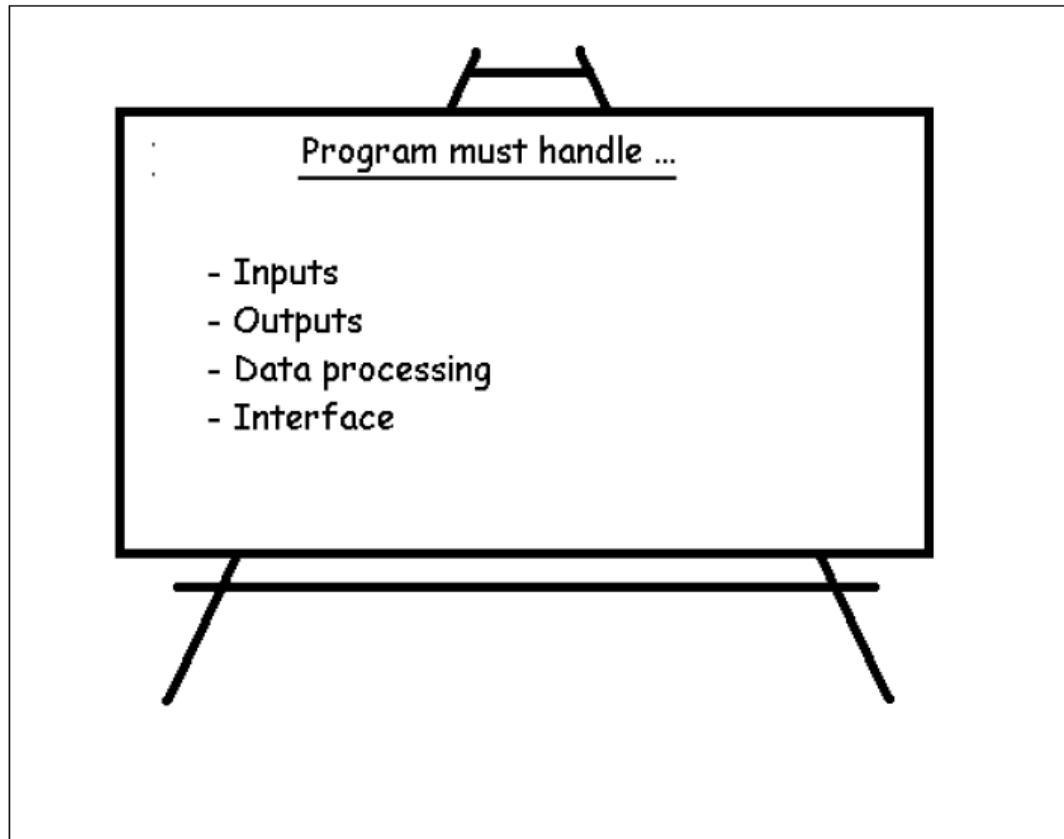 Program must handle ...
- Inputs
- Outputs
- Data processing
- Interface